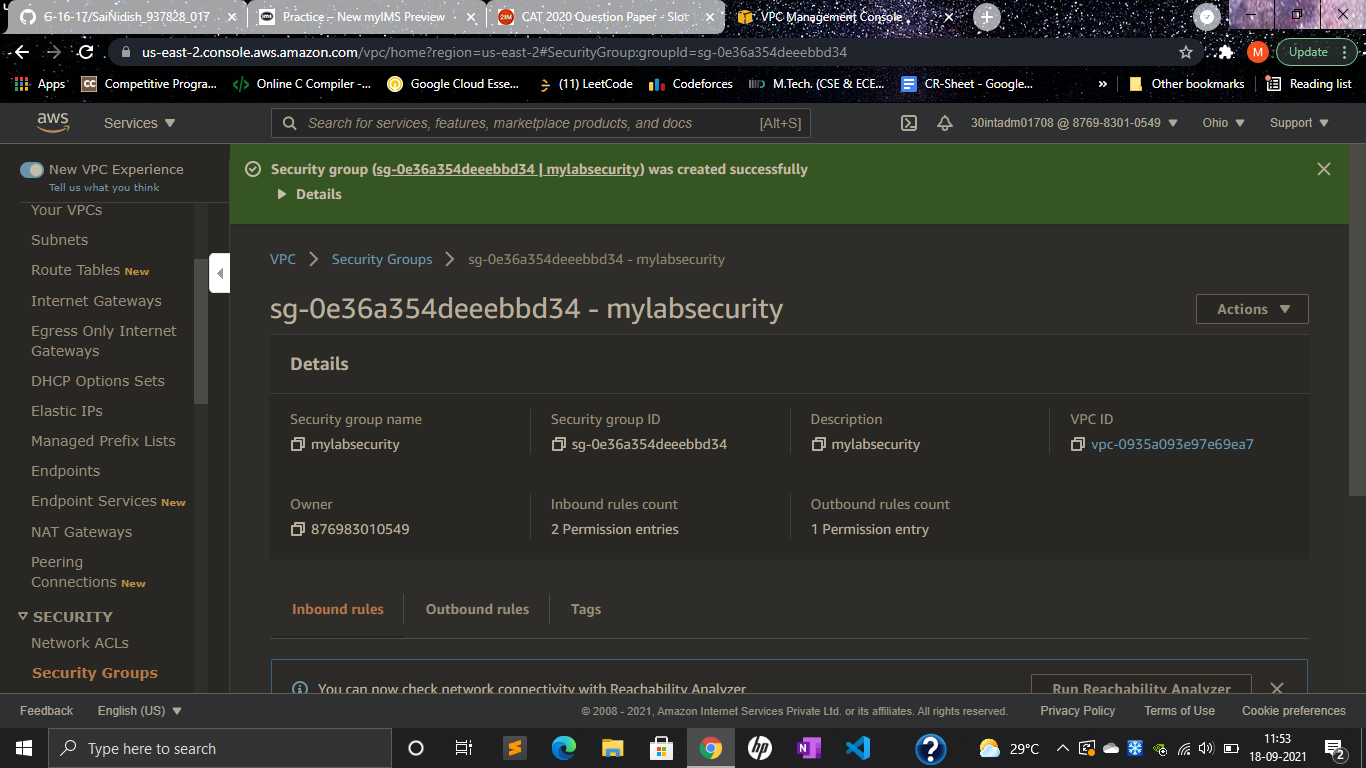 G-16-17/SaiNidish_937828_017
Practice – New myIMS Preview
CAT 2020 Question Paper - Slot
VPC Management Console
us-east-2.console.aws.amazon.com/vpc/home?region=us-east-2#SecurityGroup:groupId=sg-0e36a354deeebbd34
M
Update
Apps
Competitive Progra...
Online C Compiler -...
Google Cloud Esse...
(11) LeetCode
Codeforces
M.Tech. (CSE & ECE...
CR-Sheet - Google...
»
Other bookmarks
Reading list
aws
Services
Search for services, features, marketplace products, and docs
[Alt+S]
30intadm01708 @ 8769-8301-0549
Ohio
Support
New VPC Experience
Tell us what you think
Your VPCs
Subnets
Route Tables New
Internet Gateways
Egress Only Internet
Gateways
DHCP Options Sets
Elastic IPs
Managed Prefix Lists
Endpoints
Endpoint Services New
NAT Gateways
Peering
Connections New
SECURITY
Network ACLs
Security Groups
Security group (sg-0e36a354deeebbd34 | mylabsecurity) was created successfully
Details
VPC
Security Groups
sg-0e36a354deeebbd34 - mylabsecurity
sg-0e36a354deeebbd34 - mylabsecurity
Actions
Details
Security group name
mylabsecurity
Security group ID
sg-0e36a354deeebbd34
Description
mylabsecurity
VPC ID
vpc-0935a093e97e69ea7
Owner
876983010549
Inbound rules count
2 Permission entries
Outbound rules count
1 Permission entry
Inbound rules
Outbound rules
Tags
You can now check network connectivity with Reachability Analyzer
Run Reachability Analyzer
Feedback
English (US)
© 2008 - 2021, Amazon Internet Services Private Ltd. or its affiliates. All rights reserved.
Privacy Policy
Terms of Use
Cookie preferences
Type here to search
29°C
11:53
18-09-2021
2